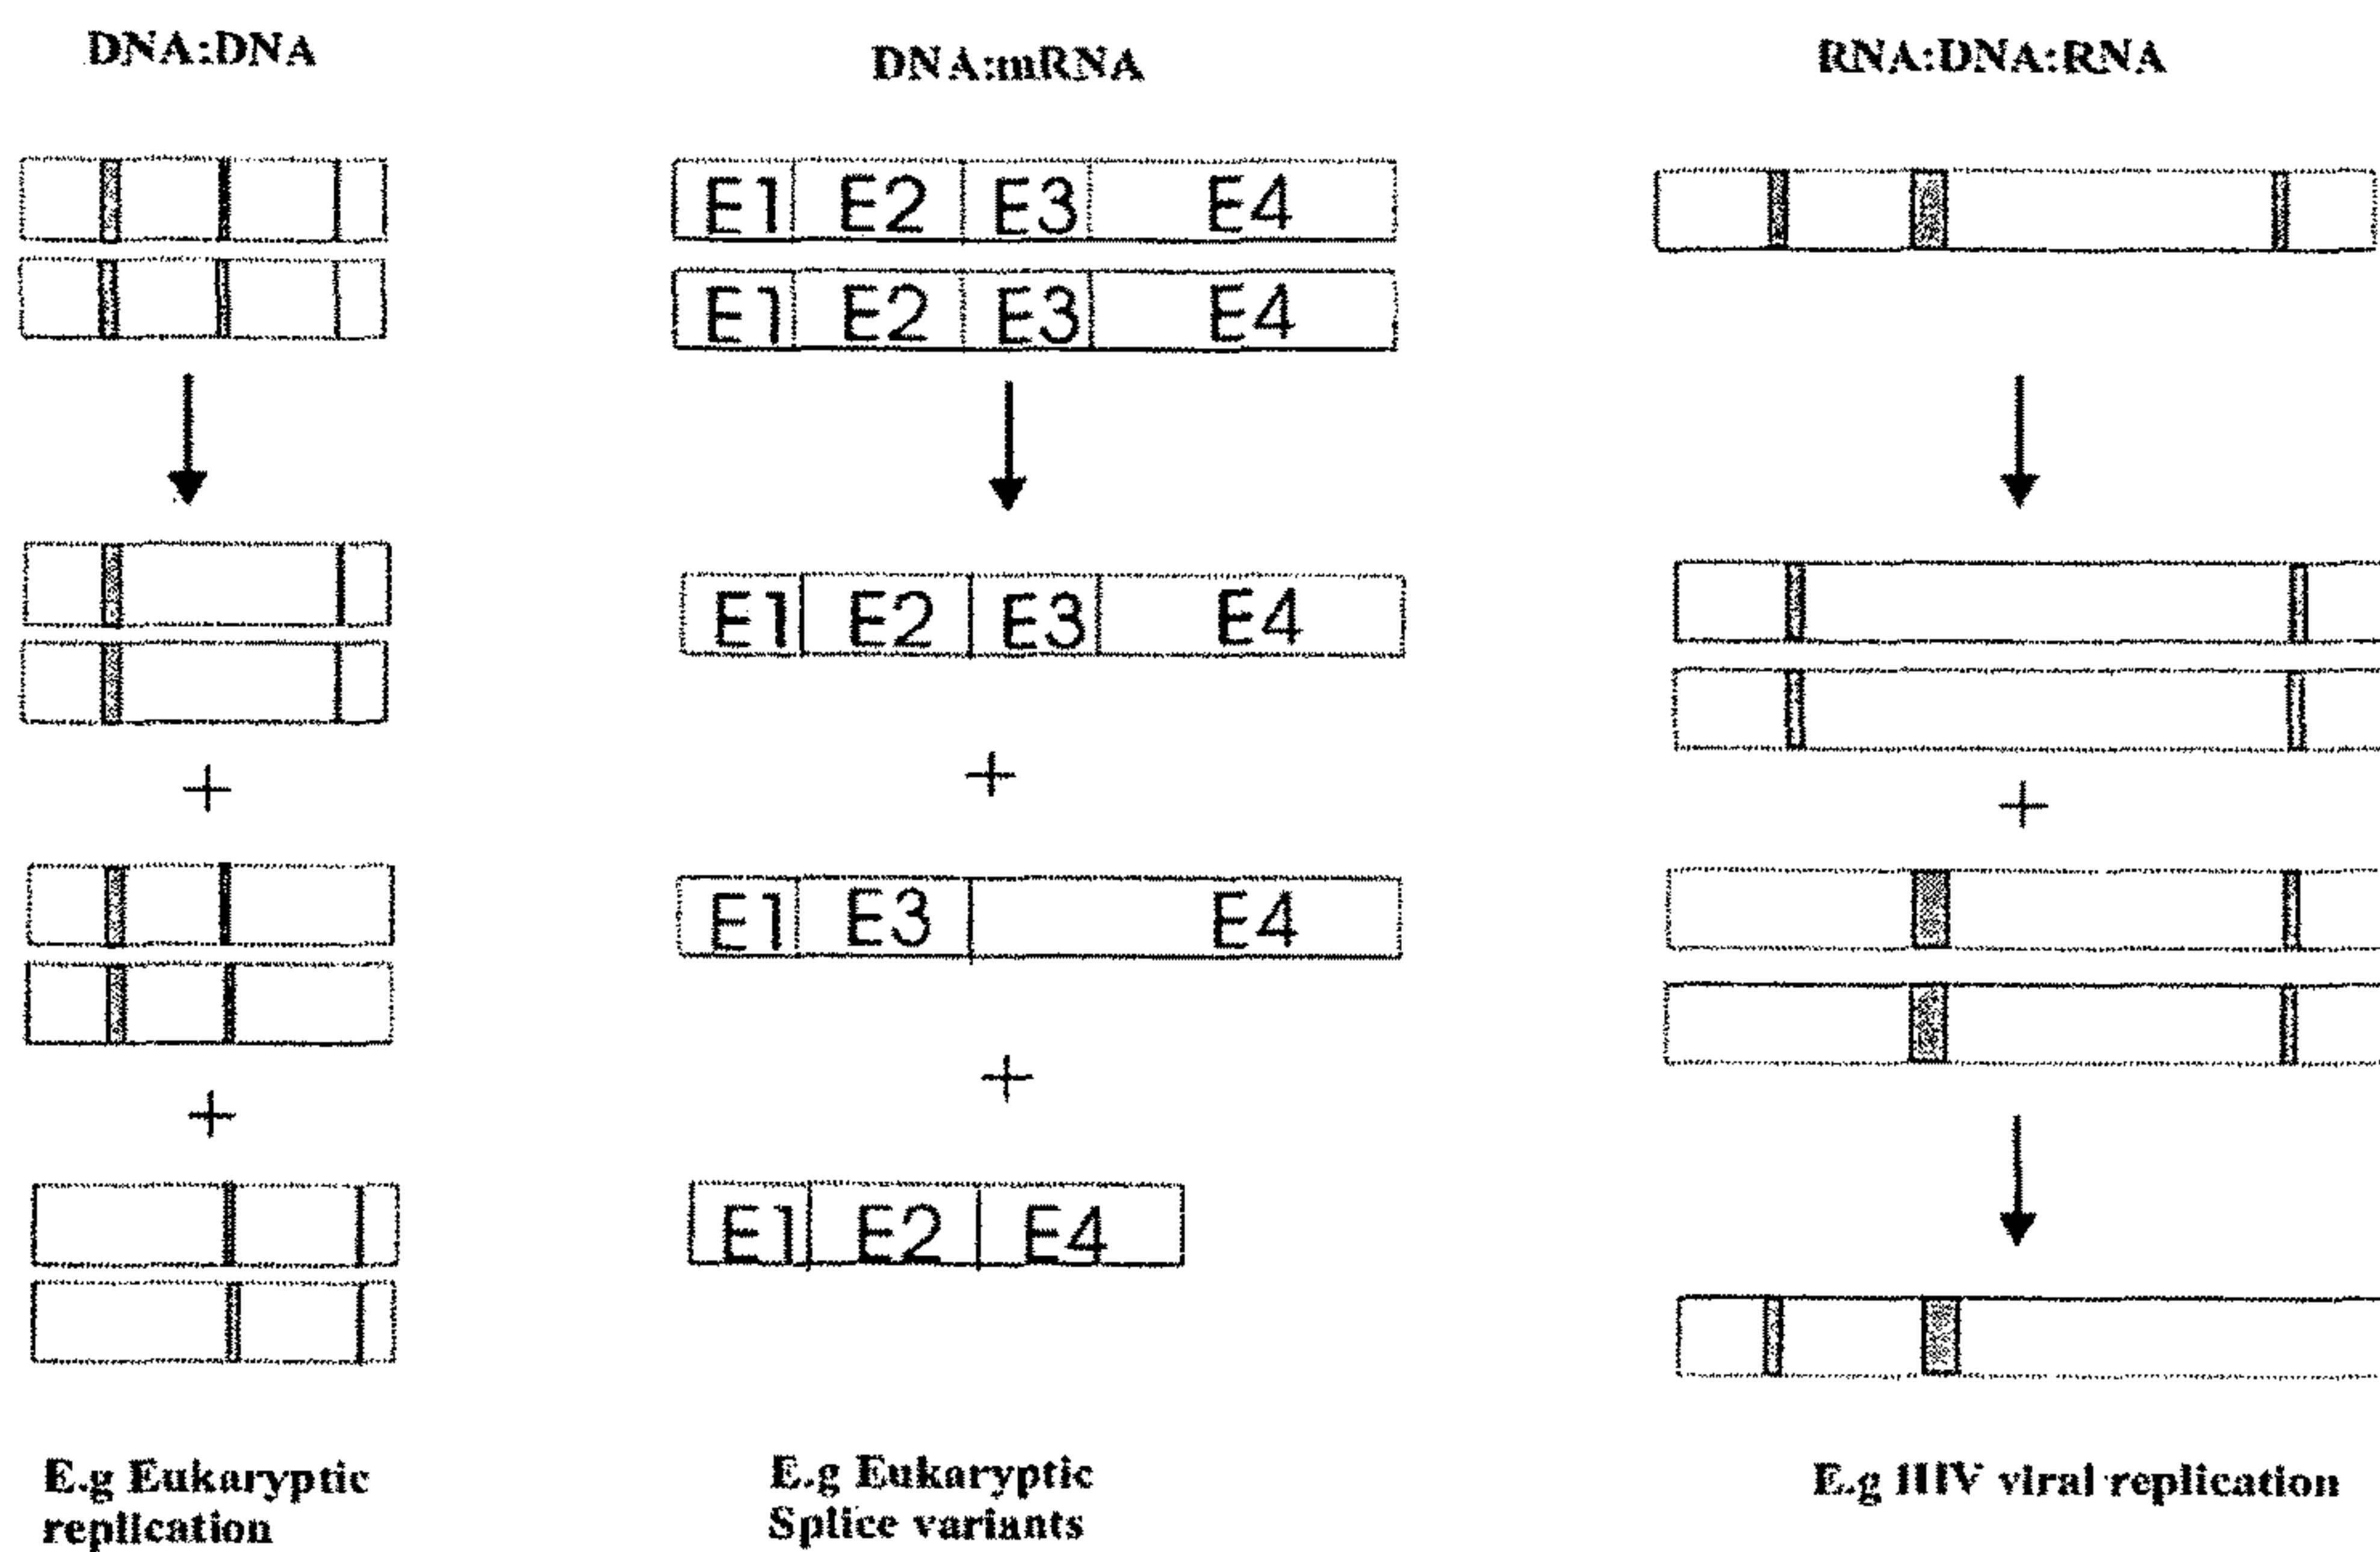 DNA:DNA
DNA:mRNA
RNA:DNA:RNA
E1 E2 E3 E4
E1 E2 E3 E4
E1 E2 E3 E4
+
+
E1 E3 E4
+
+
E1 E2 E4
E.g Eukaryptic
replication
E.g Eukaryptic
Splice variants
E.g HIV viral replication